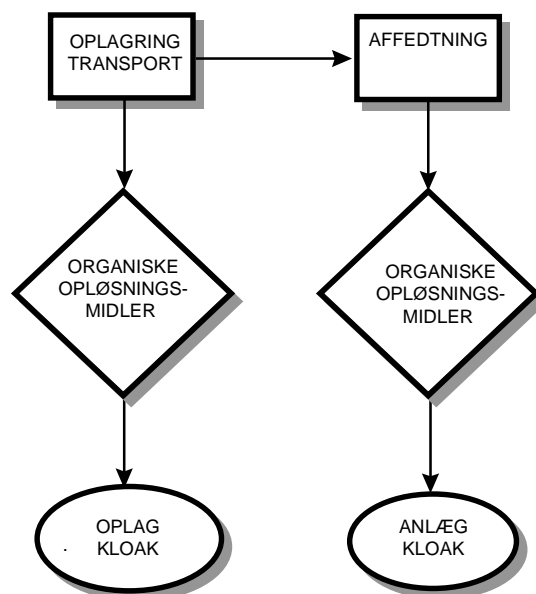 OPLAGRING
TRANSPORT
AFFEDTNING
ORGANISKE
OPLØSNINGS-
MIDLER
ORGANISKE
OPLØSNINGS-
MIDLER
OPLAG
KLOAK
ANLÆG
KLOAK